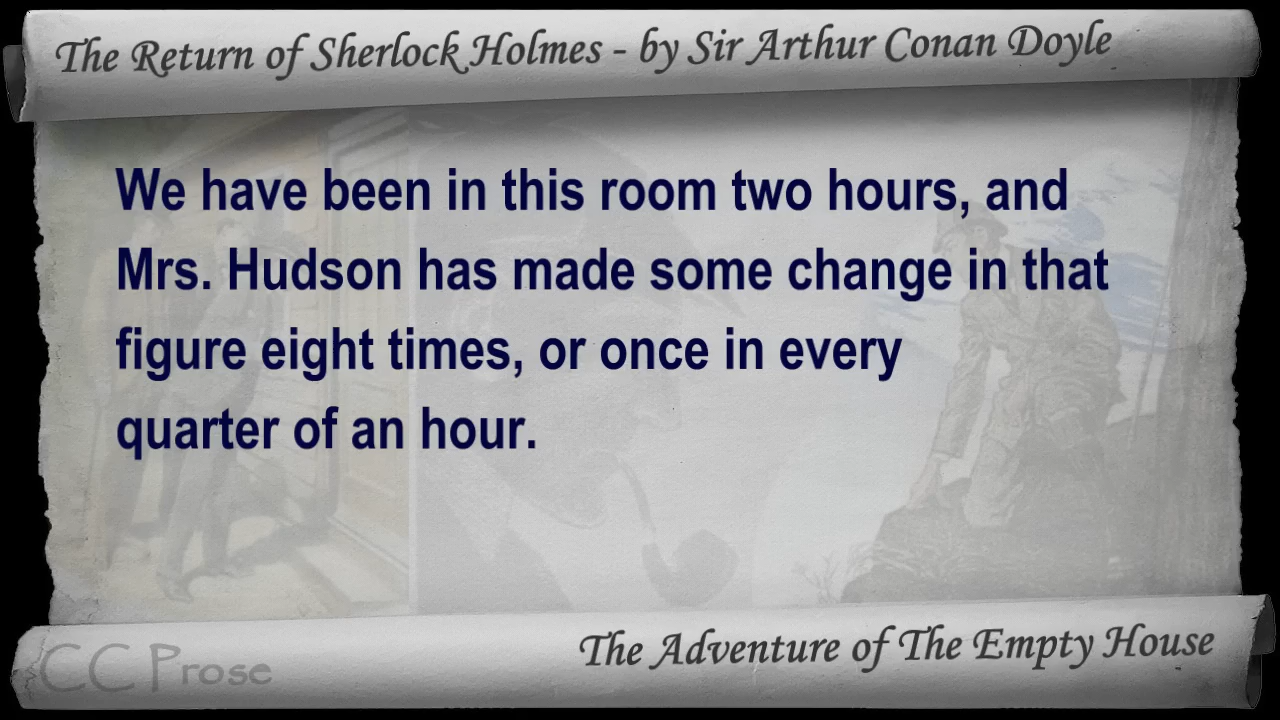 The Return of Sherlock Holmes - by Sir Arthur Conan Doyle
We have been in this room two hours, and
Mrs. Hudson has made some change in that
figure eight times, or once in every
quarter of an hour.
The Adventure of The Empty House
CC Prose